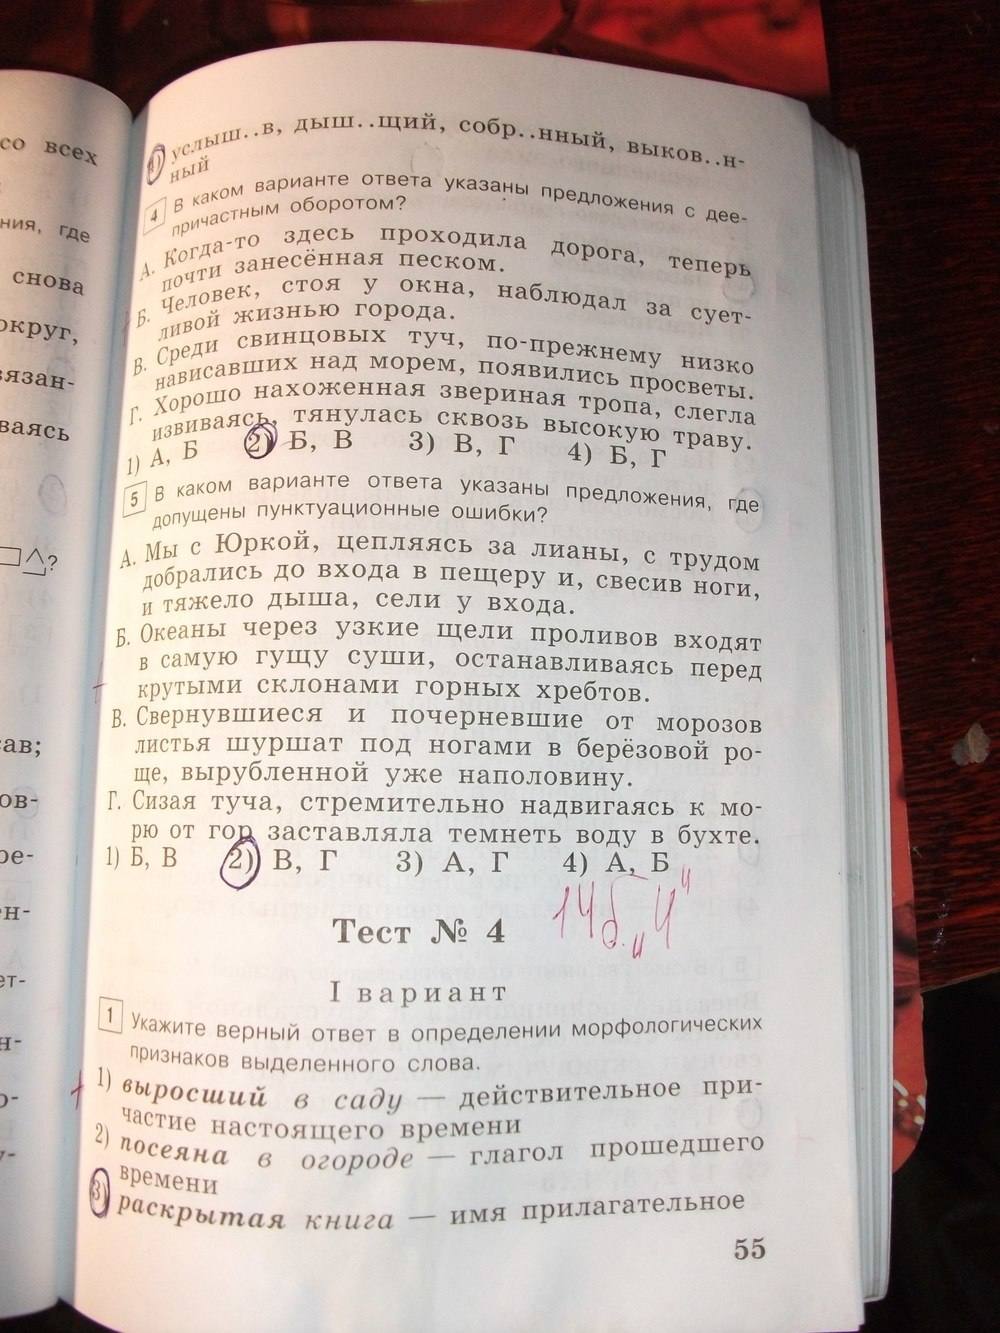 со всех
ния, где
снова
округ,
вязан-
ваясь
?
ав;
ов-
ре-
ен-
ет-
н-
о-
у-
4) услыш..в, дыш..щий, собр..нный, выков..н-
ный
4 В каком варианте ответа указаны предложения с дее-
причастным оборотом?
А. Когда-то здесь проходила дорога, теперь
почти занесённая песком.
Б. Человек, стоя у окна, наблюдал за сует-
ливой жизнью города.
В. Среди свинцовых туч, по-прежнему низко
нависавших над морем, появились просветы.
Г. Хорошо нахоженная звериная тропа, слегла
извиваясь, тянулась сквозь высокую траву.
1) А, Б 2) Б, В 3) В, Г 4) Б, Г
5 В каком варианте ответа указаны предложения, где
допущены пунктуационные ошибки?
А. Мы с Юркой, цепляясь за лианы, с трудом
добрались до входа в пещеру и, свесив ноги,
и тяжело дыша, сели у входа.
Б. Океаны через узкие щели проливов входят
в самую гущу суши, останавливаясь перед
крутыми склонами горных хребтов.
В. Свернувшиеся и почерневшие от морозов
листья шуршат под ногами в берёзовой ро-
ще, вырубленной уже наполовину.
Г. Сизая туча, стремительно надвигаясь к мо-
рю от гор заставляла темнеть воду в бухте.
1) Б, В 2) В, Г 3) А, Г 4) А, Б
14б. "4"
Тест № 4
I вариант
1 Укажите верный ответ в определении морфологических
признаков выделенного слова.
1) выросший в саду — действительное при-
частие настоящего времени
2) посеяна в огороде — глагол прошедшего
времени
3) раскрытая книга — имя прилагательное
55